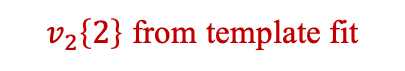 v₂{2} from template fit